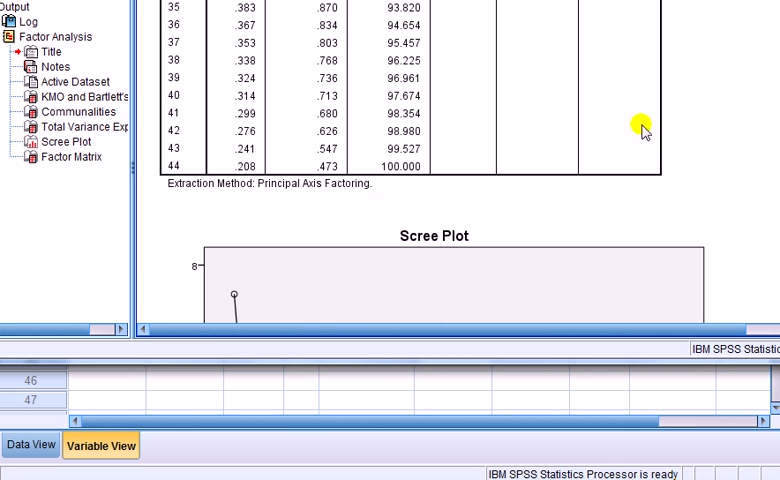 Output
Log
Factor Analysis
Title
Notes
Active Dataset
KMO and Bartlett's
Communalities
Total Variance Exp
Scree Plot
Factor Matrix
35 .383 .870 93.820
36 .367 .834 94.654
37 .353 .803 95.457
38 .338 .768 96.225
39 .324 .736 96.961
40 .314 .713 97.674
41 .299 .680 98.354
42 .276 .626 98.980
43 .241 .547 99.527
44 .208 .473 100.000
Extraction Method: Principal Axis Factoring.
Scree Plot
8
IBM SPSS Statistic
46
47
Data View Variable View
IBM SPSS Statistics Processor is ready